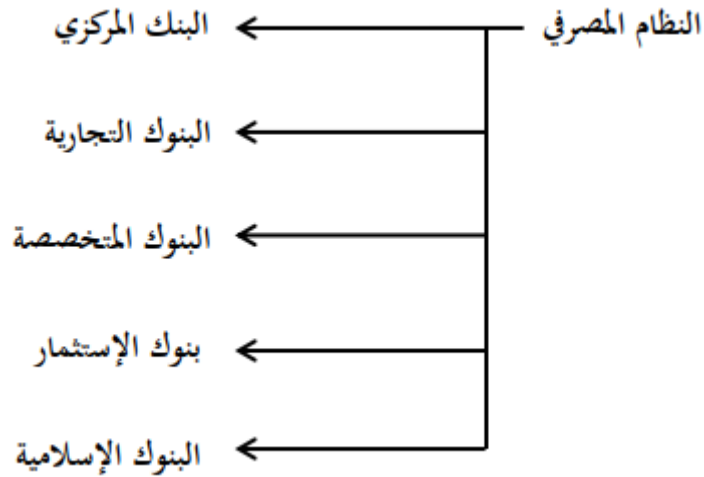 النظام المصرفي
البنك المركزي
البنوك التجارية
البنوك المتخصصة
بنوك الإستثمار
البنوك الإسلامية